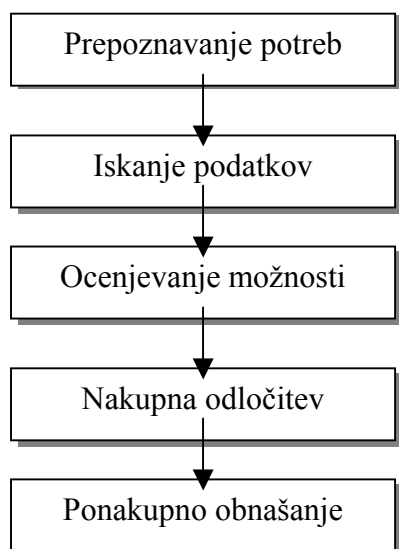 Prepoznavanje potreb
Iskanje podatkov
Ocenjevanje možnosti
Nakupna odločitev
Ponakupno obnašanje